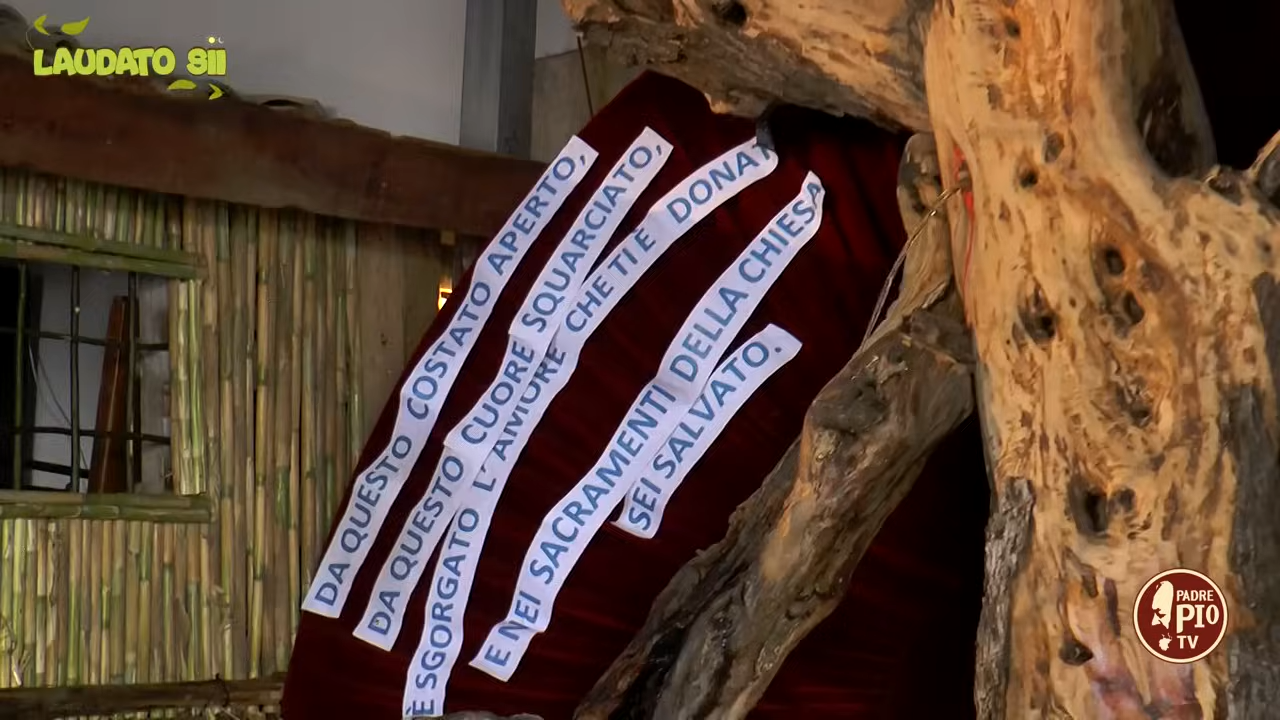 LAUDATO SII
DA QUESTO COSTATO APERTO,
DA QUESTO CUORE SQUARCIATO,
È SGORGATO L'AMORE CHE TI È DONAT
E NEI SACRAMENTI DELLA CHIESA
SEI SALVATO.
PADRE
PIO
TV